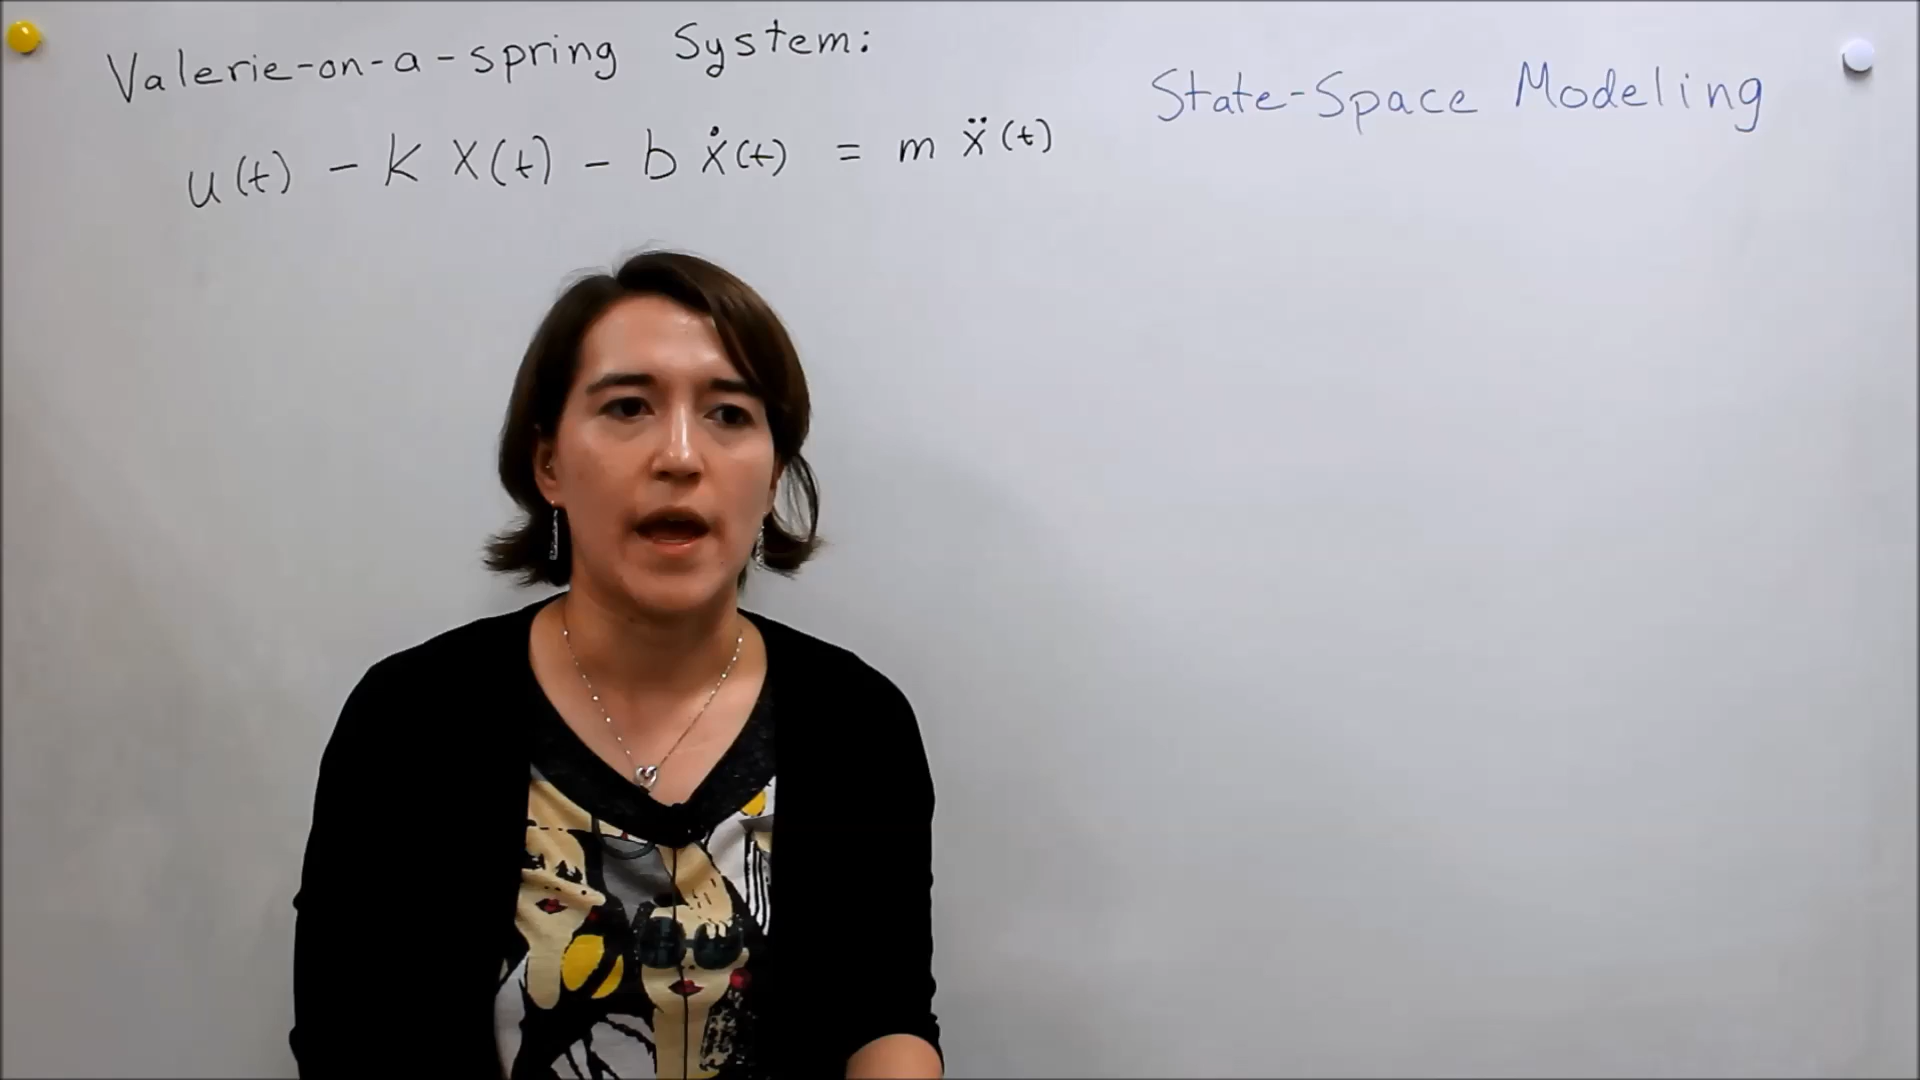 Valerie-on-a-spring System:
u(t) - K X(t) - b ẋ(t) = m ẍ(t)
State-Space Modeling